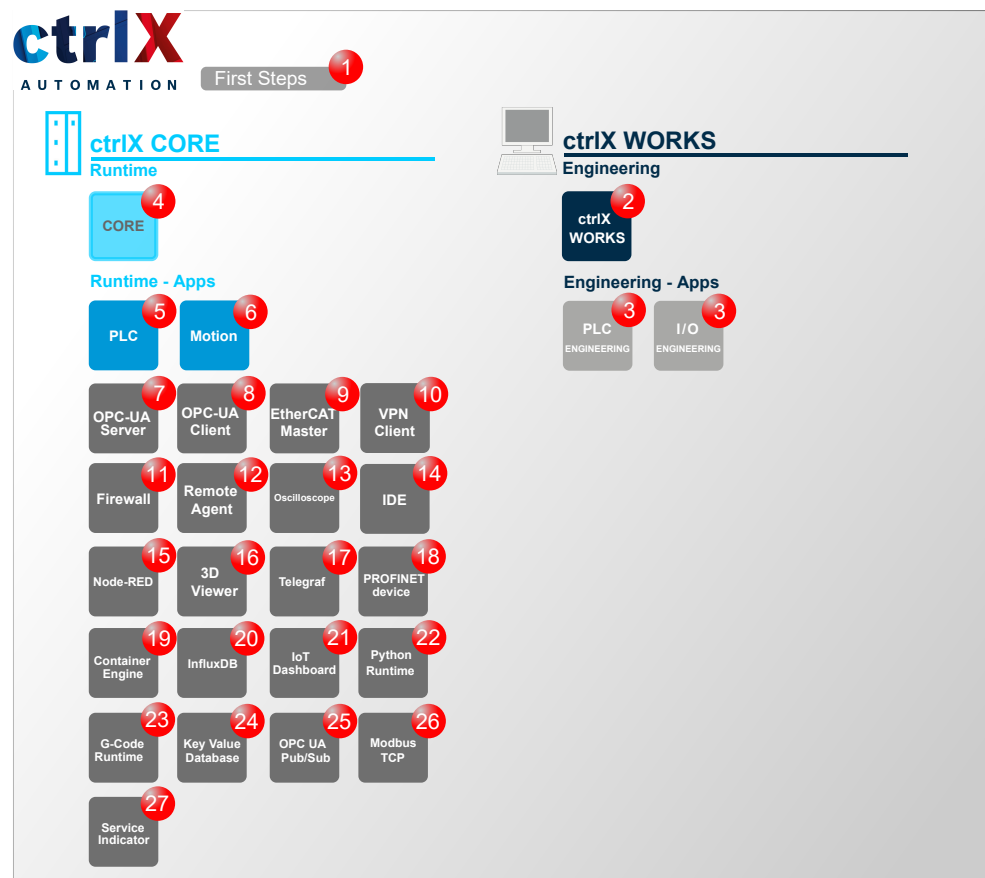 ctrlX
AUTOMATION
First Steps
1
ctrlX CORE
Runtime
4
CORE
Runtime - Apps
5
PLC
6
Motion
7
OPC-UA
Server
8
OPC-UA
Client
9
EtherCAT
Master
10
VPN
Client
11
Firewall
12
Remote
Agent
13
Oscilloscope
14
IDE
15
Node-RED
16
3D
Viewer
17
Telegraf
18
PROFINET
device
19
Container
Engine
20
InfluxDB
21
IoT
Dashboard
22
Python
Runtime
23
G-Code
Runtime
24
Key Value
Database
25
OPC UA
Pub/Sub
26
Modbus
TCP
27
Service
Indicator
ctrlX WORKS
Engineering
2
ctrlX
WORKS
Engineering - Apps
3
PLC
ENGINEERING
3
I/O
ENGINEERING